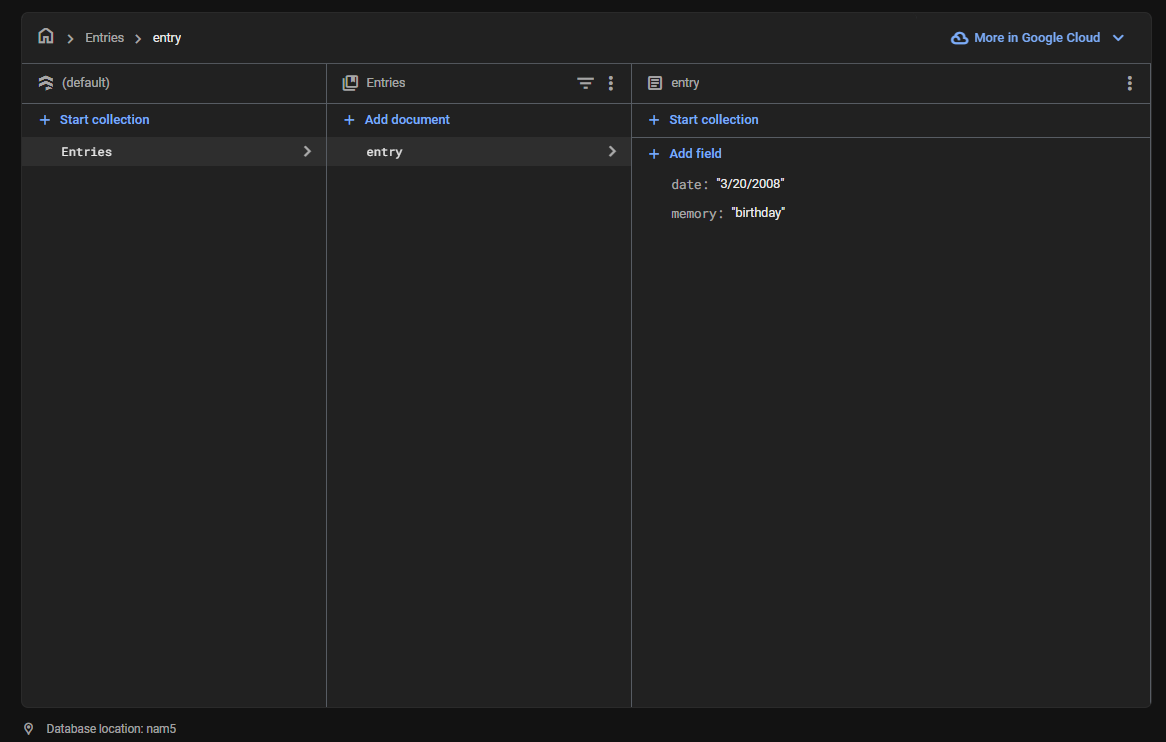 Entries entry More in Google Cloud
(default) Entries entry
Start collection Add document Start collection
Entries entry Add field
date: "3/20/2008"
memory: "birthday"
Database location: nam5